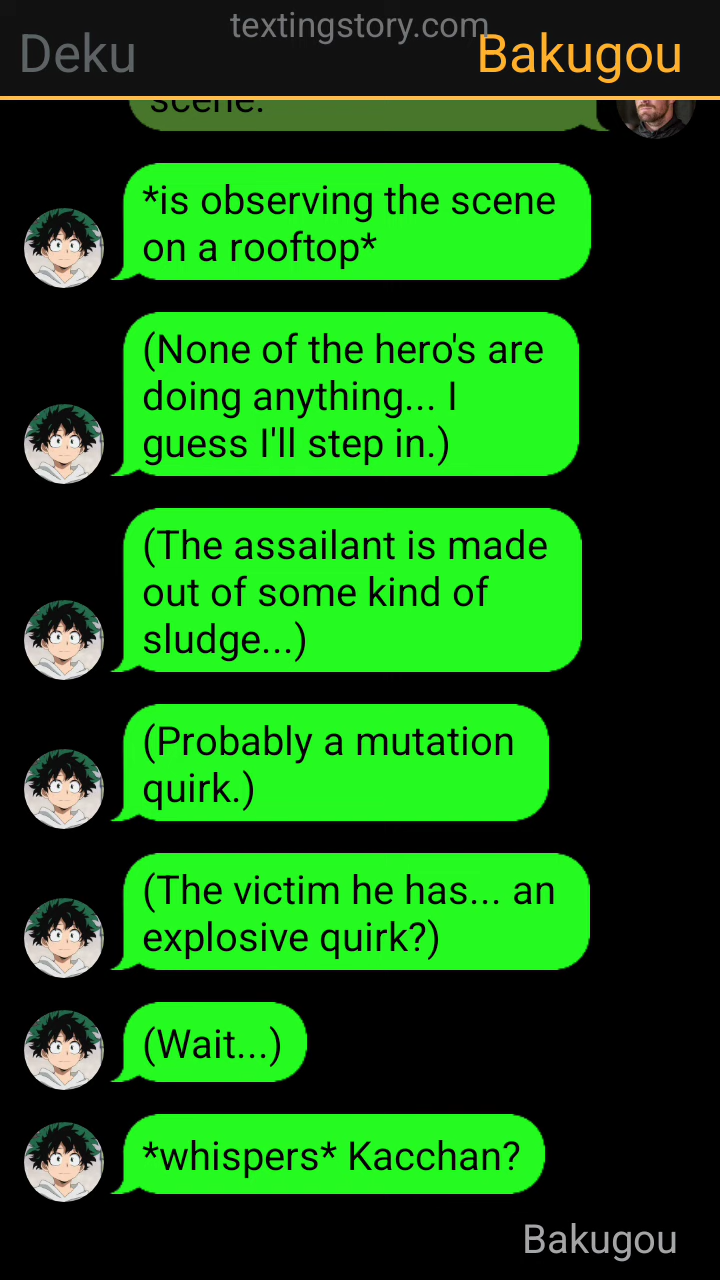 textingstory.com
Deku
Bakugou
scene.
*is observing the scene
on a rooftop*
(None of the hero's are
doing anything... I
guess I'll step in.)
(The assailant is made
out of some kind of
sludge...)
(Probably a mutation
quirk.)
(The victim he has... an
explosive quirk?)
(Wait...)
*whispers* Kacchan?
Bakugou